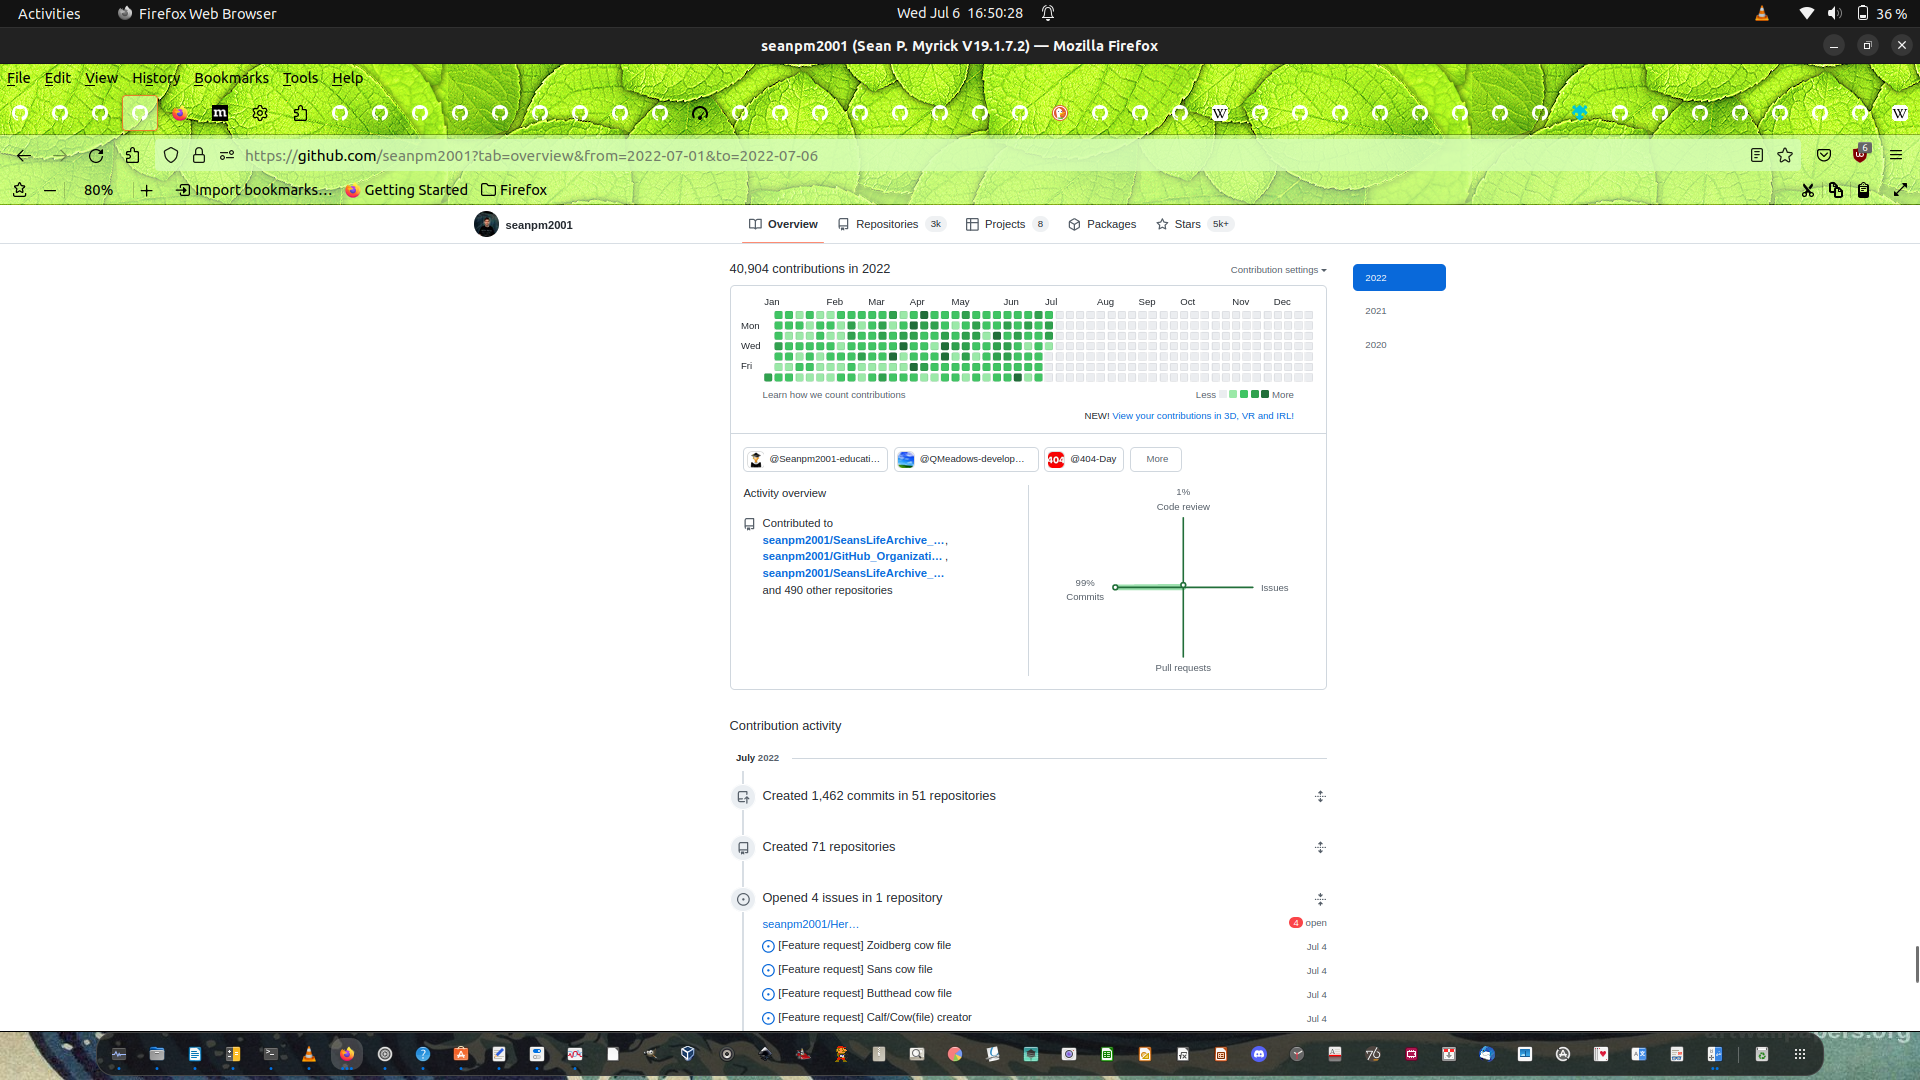 Activities Firefox Web Browser Wed Jul 6 16:50:28 36 %
seanpm2001 (Sean P. Myrick V19.1.7.2) — Mozilla Firefox
File Edit View History Bookmarks Tools Help
https://github.com/seanpm2001?tab=overview&from=2022-07-01&to=2022-07-06 6
80% Import bookmarks… Getting Started Firefox
seanpm2001 Overview Repositories 3k Projects 8 Packages Stars 5k+
40,904 contributions in 2022 Contribution settings
2022
2021
2020
Jan Feb Mar Apr May Jun Jul Aug Sep Oct Nov Dec
Mon
Wed
Fri
Learn how we count contributions Less More
NEW! View your contributions in 3D, VR and IRL!
@Seanpm2001-educati… @QMeadows-develop… 404 @404-Day More
Activity overview
Contributed to
seanpm2001/SeansLifeArchive_…,
seanpm2001/GitHub_Organizati… ,
seanpm2001/SeansLifeArchive_…
and 490 other repositories
1%
Code review
99%
Commits
Issues
Pull requests
Contribution activity
July 2022
Created 1,462 commits in 51 repositories
Created 71 repositories
Opened 4 issues in 1 repository
seanpm2001/Her… 4 open
[Feature request] Zoidberg cow file Jul 4
[Feature request] Sans cow file Jul 4
[Feature request] Butthead cow file Jul 4
[Feature request] Calf/Cow(file) creator Jul 4